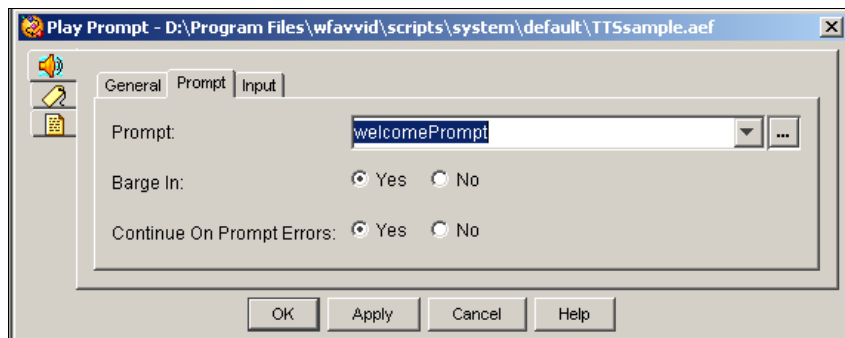 Play Prompt - D:\Program Files\wfavvid\scripts\system\default\TTSsample.aef
General Prompt Input
Prompt: welcomePrompt ...
Barge In: Yes No
Continue On Prompt Errors: Yes No
OK Apply Cancel Help